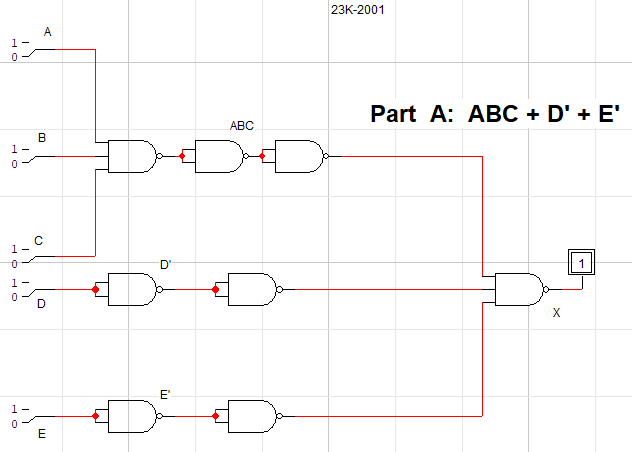 23K-2001
A
1
0
Part A: ABC + D' + E'
ABC
B
1
0
C
1
0
D'
1
0
D
1
X
E'
1
0
E